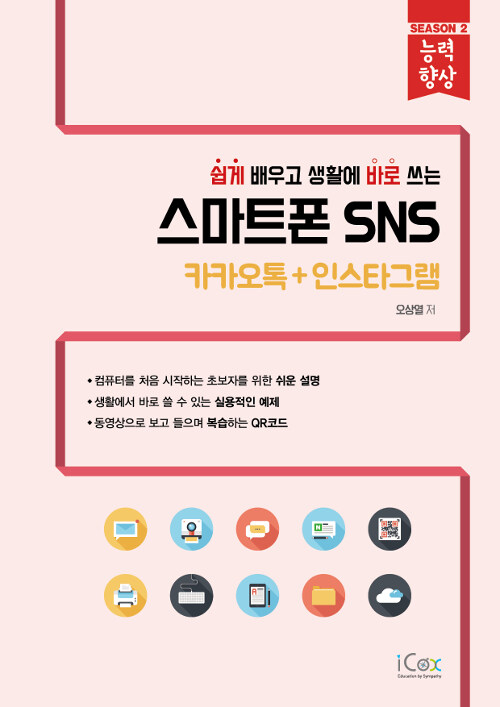 SEASON 2
능력
향상
쉽게 배우고 생활에 바로 쓰는
스마트폰 SNS
카카오톡 + 인스타그램
오상열 저
◆ 컴퓨터를 처음 시작하는 초보자를 위한 쉬운 설명
◆ 생활에서 바로 쓸 수 있는 실용적인 예제
◆ 동영상으로 보고 들으며 복습하는 QR코드
iCox
Education by Sympathy